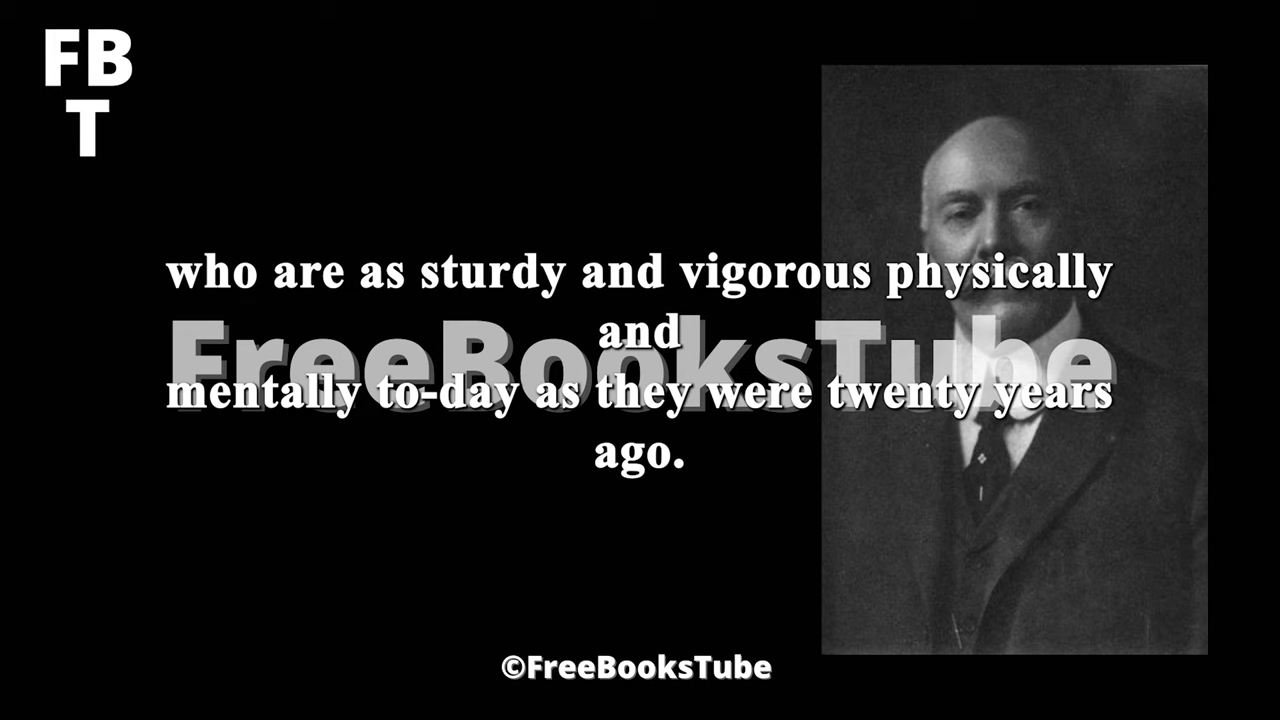 FB
T
who are as sturdy and vigorous physically
and
FreeBooksTube
mentally to-day as they were twenty years
ago.
©FreeBooksTube